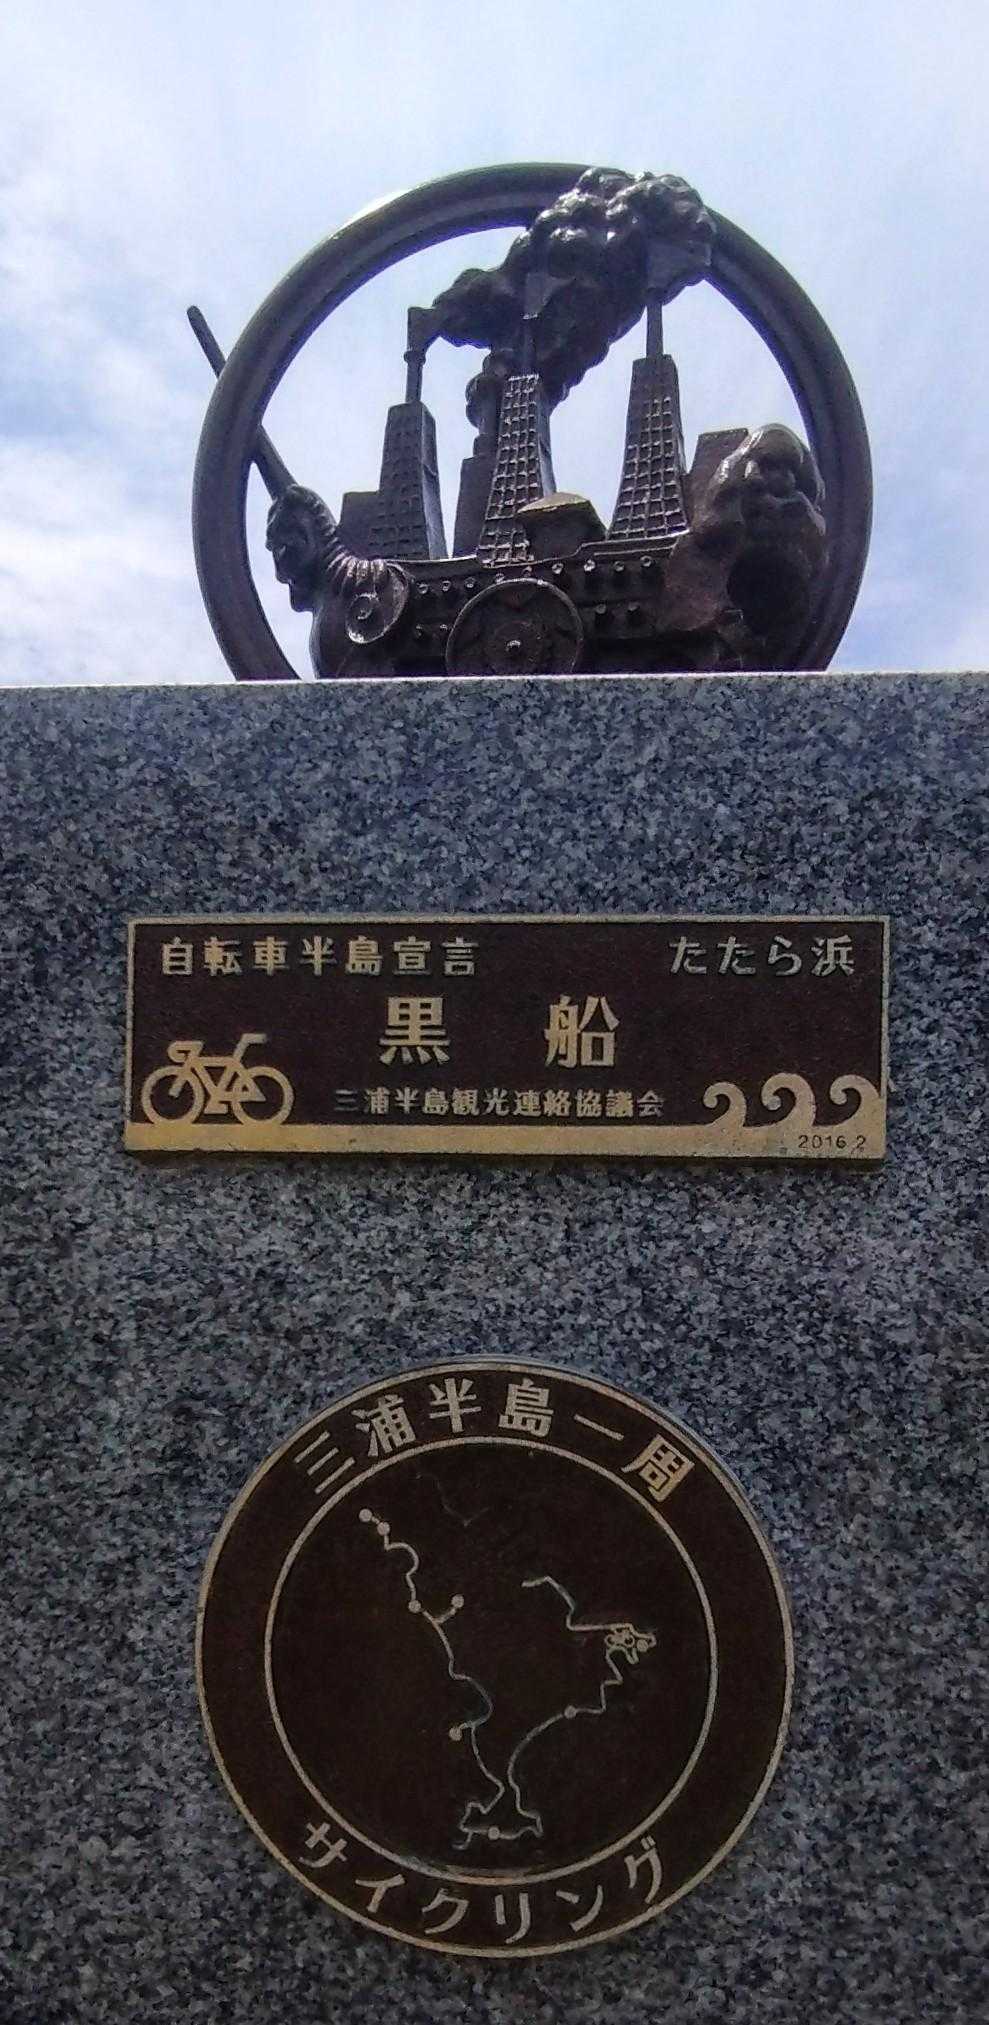 自転車半島宣言 たたら浜
黒船
三浦半島観光連絡協議会
2016.2
三浦半島一周
サイクリング